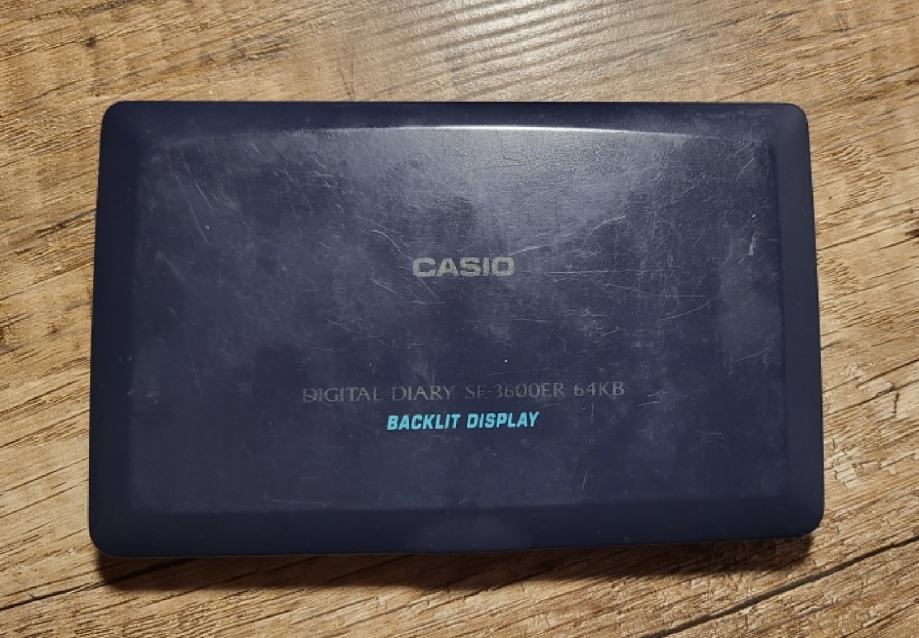 CASIO
DIGITAL DIARY SF-3600ER 64KB
BACKLIT DISPLAY